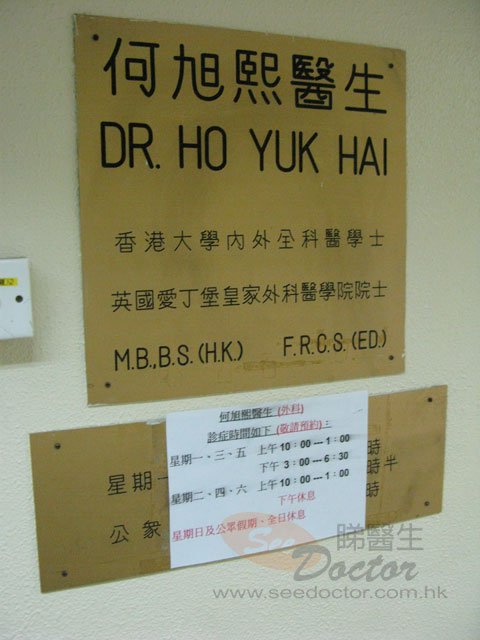 何旭熙醫生
DR. HO YUK HAI
香港大學內外全科醫學士
英國愛丁堡皇家外科醫學院院士
M.B.,B.S.(H.K.) F.R.C.S.(ED.)
何旭熙醫生 (外科)
診症時間如下 (敬請預約):
星期一、三、五 上午 10:00---1:00
下午 3:00---6:30
星期二、四、六 上午 10:00---1:00
下午休息
星期日及公眾假期、全日休息
星期 時
時半
公眾 時
See 睇醫生
Doctor
www.seedoctor.com.hk